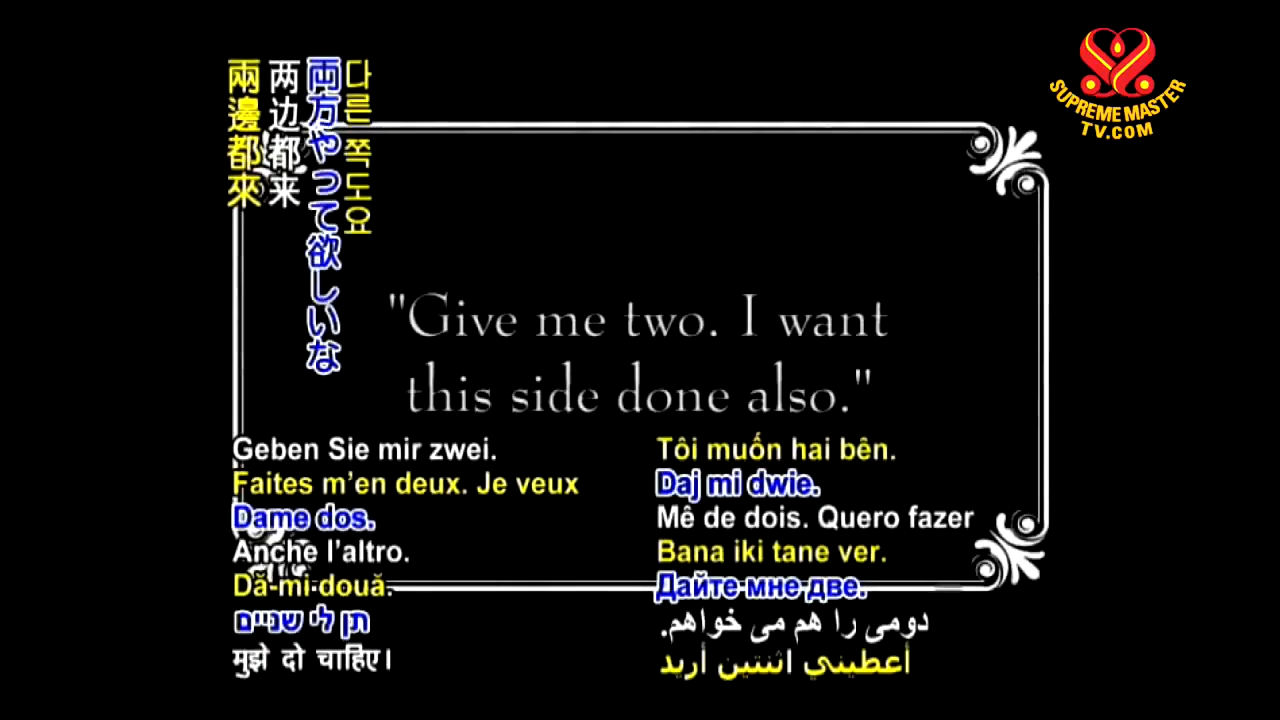 兩邊都來
两边都来
両方やって欲しいな
다른 쪽도요
SUPREME MASTER
TV.COM
"Give me two. I want
this side done also."
Geben Sie mir zwei.
Faites m'en deux. Je veux
Dame dos.
Anche l'altro.
Dă-mi două.
תן לי שניים
मुझे दो चाहिए।
Tôi muốn hai bên.
Daj mi dwie.
Mê de dois. Quero fazer
Bana iki tane ver.
Дайте мне две.
دومی را هم می خواهم.
أعطيني اثنتين أريد